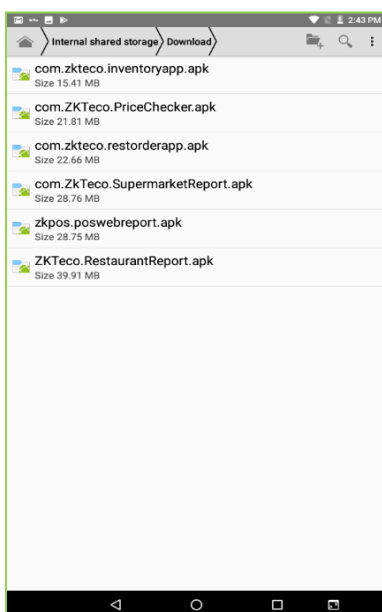 2:43 PM
Internal shared storage Download
com.zkteco.inventoryapp.apk
Size 15.41 MB
com.ZKTeco.PriceChecker.apk
Size 21.81 MB
com.zkteco.restorderapp.apk
Size 22.66 MB
com.ZkTeco.SupermarketReport.apk
Size 28.76 MB
zkpos.poswebreport.apk
Size 28.75 MB
ZKTeco.RestaurantReport.apk
Size 39.91 MB